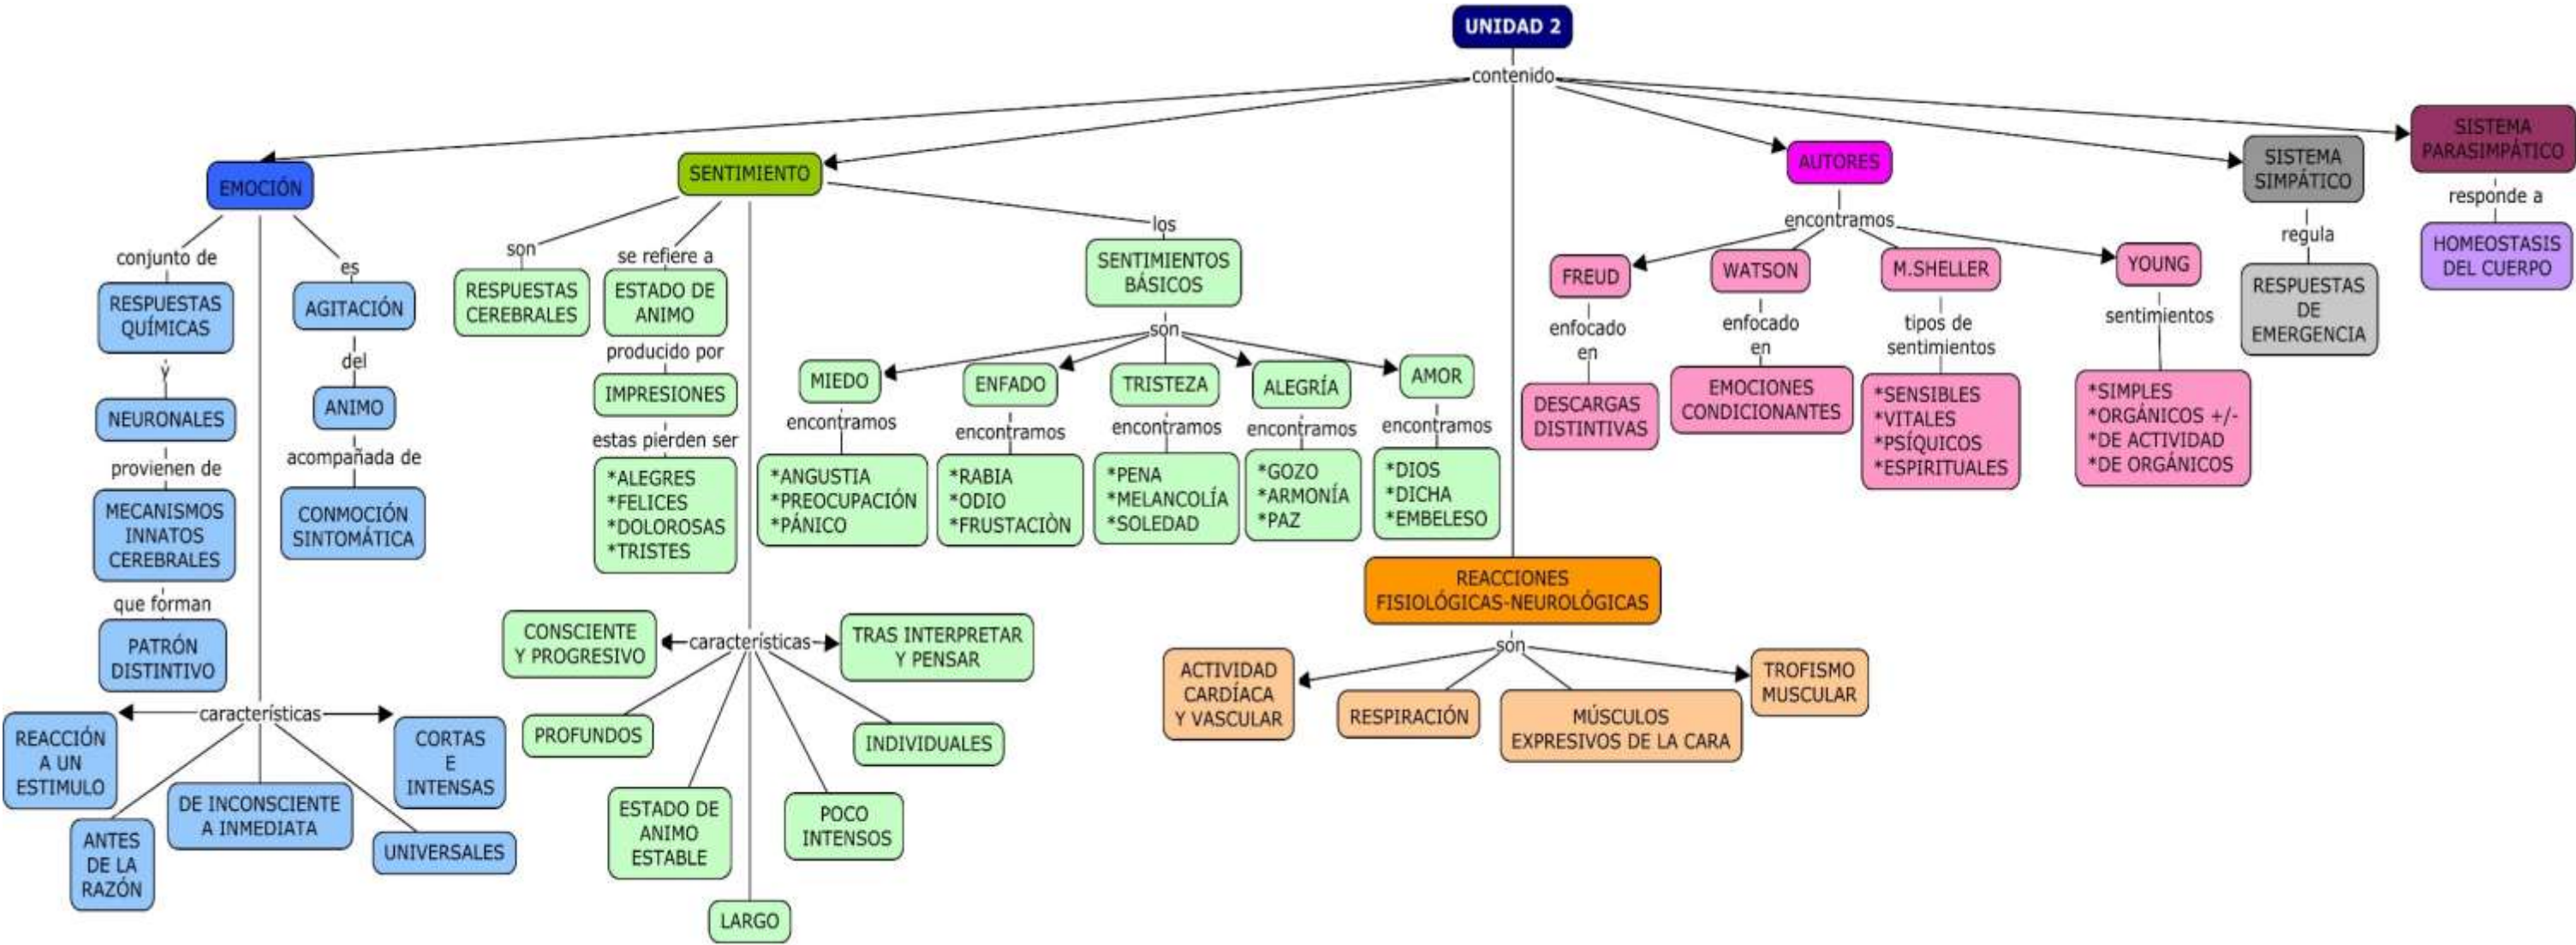 UNIDAD 2
contenido
EMOCIÓN
conjunto de
RESPUESTAS
QUÍMICAS
y
NEURONALES
provienen de
MECANISMOS
INNATOS
CEREBRALES
que forman
PATRÓN
DISTINTIVO
es
AGITACIÓN
del
ANIMO
acompañada de
CONMOCIÓN
SINTOMÁTICA
características
REACCIÓN
A UN
ESTIMULO
ANTES
DE LA
RAZÓN
DE INCONSCIENTE
A INMEDIATA
UNIVERSALES
CORTAS
E
INTENSAS
SENTIMIENTO
son
RESPUESTAS
CEREBRALES
se refiere a
ESTADO DE
ANIMO
producido por
IMPRESIONES
estas pierden ser
*ALEGRES
*FELICES
*DOLOROSAS
*TRISTES
los
SENTIMIENTOS
BÁSICOS
son
MIEDO
encontramos
*ANGUSTIA
*PREOCUPACIÓN
*PÁNICO
ENFADO
encontramos
*RABIA
*ODIO
*FRUSTACIÒN
TRISTEZA
encontramos
*PENA
*MELANCOLÍA
*SOLEDAD
ALEGRÍA
encontramos
*GOZO
*ARMONÍA
*PAZ
AMOR
encontramos
*DIOS
*DICHA
*EMBELESO
características
CONSCIENTE
Y PROGRESIVO
TRAS INTERPRETAR
Y PENSAR
PROFUNDOS
ESTADO DE
ANIMO
ESTABLE
LARGO
POCO
INTENSOS
INDIVIDUALES
REACCIONES
FISIOLÓGICAS-NEUROLÓGICAS
són
ACTIVIDAD
CARDÍACA
Y VASCULAR
RESPIRACIÓN
MÚSCULOS
EXPRESIVOS DE LA CARA
TROFISMO
MUSCULAR
AUTORES
encontramos
FREUD
enfocado
en
DESCARGAS
DISTINTIVAS
WATSON
enfocado
en
EMOCIONES
CONDICIONANTES
M.SHELLER
tipos de
sentimientos
*SENSIBLES
*VITALES
*PSÍQUICOS
*ESPIRITUALES
YOUNG
sentimientos
*SIMPLES
*ORGÁNICOS +/-
*DE ACTIVIDAD
*DE ORGÁNICOS
SISTEMA
SIMPÁTICO
regula
RESPUESTAS
DE
EMERGENCIA
SISTEMA
PARASIMPÁTICO
responde a
HOMEOSTASIS
DEL CUERPO